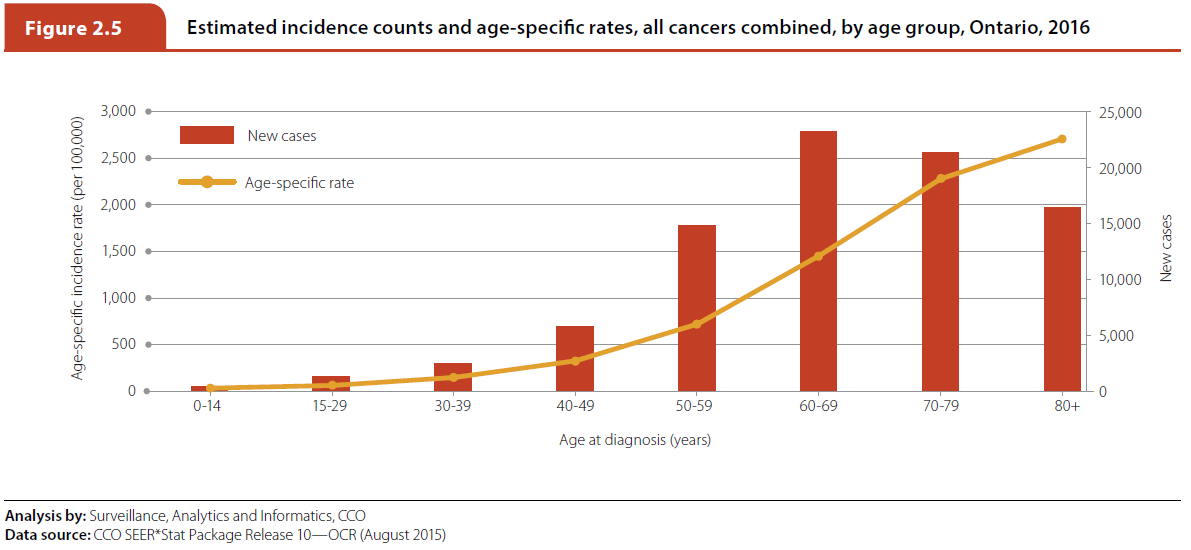 Figure 2.5
Estimated incidence counts and age-specific rates, all cancers combined, by age group, Ontario, 2016
Age-specific incidence rate (per 100,000)
3,000
2,500
2,000
1,500
1,000
500
0
New cases
Age-specific rate
25,000
20,000
15,000
10,000
5,000
0
New cases
0-14 15-29 30-39 40-49 50-59 60-69 70-79 80+
Age at diagnosis (years)
Analysis by: Surveillance, Analytics and Informatics, CCO
Data source: CCO SEER*Stat Package Release 10—OCR (August 2015)